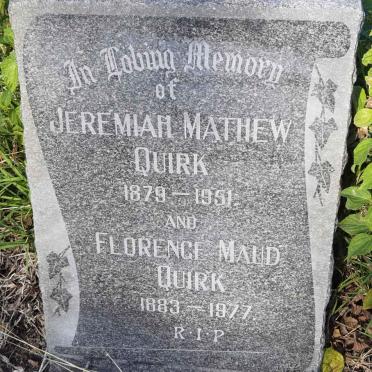 In Loving Memory
of
JEREMIAH MATHEW
QUIRK
1879 — 1951.
AND
FLORENCE MAUD
QUIRK
1883 — 1977.
R I P